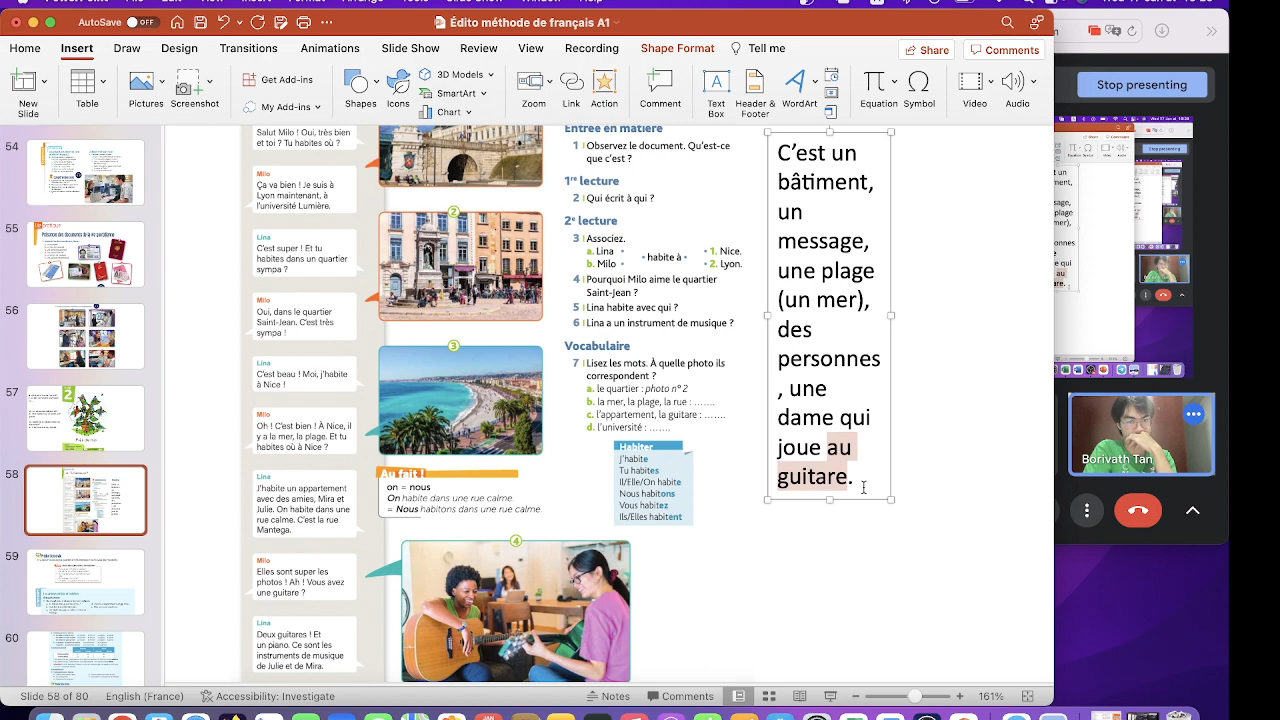 AutoSave
OFF
Édito méthode de français A1
Home
Insert
Draw
Design
Transitions
Animations
Slide Show
Review
View
Recording
Shape Format
Tell me
Share
Comments
New
Slide
Table
Pictures
Screenshot
Get Add-ins
My Add-ins
Shapes
Icons
3D Models
SmartArt
Chart
Zoom
Link
Action
Comment
Text
Box
Header &
Footer
WordArt
Equation
Symbol
Video
Audio
Stop presenting
54
55
56
57
58
59
60
Salut Milo ! Oui, très bien
Milo
Ça va bien ! Je suis à
Lyon maintenant, à
l'université Lumière.
Lina
C'est super ! Et tu
habites dans un quartier
sympa ?
Milo
Oui, dans le quartier
Saint-Jean. C'est très
sympa !
Lina
C'est beau ! Moi, j'habite
à Nice !
Milo
Oh ! C'est bien ! À Nice, il
y a la mer, la plage. Et tu
habites où à Nice ?
Lina
J'habite un appartement
avec des amies, Mira et
Julie. On habite dans une
rue calme. C'est la rue
Mantega.
Milo
Elles sont super les
photos ! Ah ! Vous avez
une guitare ?
Lina
Deux guitares ! Et
un piano. Ce sont les
instruments de musique
2
3
4
Au fait !
on = nous
On habite dans une rue calme.
= Nous habitons dans une rue calme.
Entrée en matière
1 Observez le document. Qu'est-ce
que c'est ?
1re lecture
2 Qui écrit à qui ?
2e lecture
3 Associez.
a. Lina • • habite à • • 1. Nice.
b. Milo • • 2. Lyon.
4 Pourquoi Milo aime le quartier
Saint-Jean ?
5 Lina habite avec qui ?
6 Lina a un instrument de musique ?
Vocabulaire
7 Lisez les mots. À quelle photo ils
correspondent ?
a. le quartier : photo n° 2
b. la mer, la plage, la rue : .......
c. l'appartement, la guitare : .......
d. l'université : .......
Habiter
J'habite
Tu habites
Il/Elle/On habite
Nous habitons
Vous habitez
Ils/Elles habitent
C'est un
bâtiment,
un
message,
une plage
(un mer),
des
personnes
, une
dame qui
joue au
guitare.
Borivath Tan
Slide 58 of 80
English (France)
Accessibility: Investigate
Notes
Comments
161%